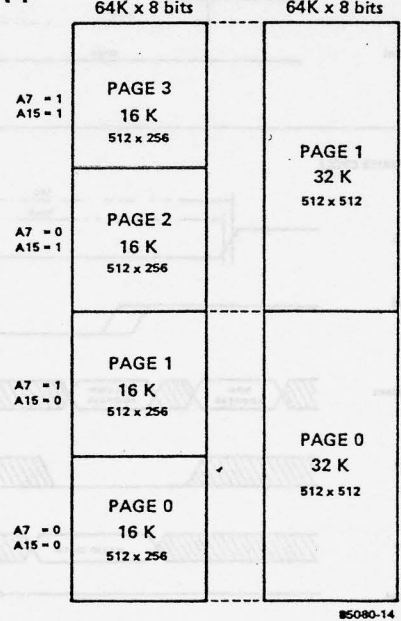 64K x 8 bits
64K x 8 bits
A7 = 1
A15 = 1
PAGE 3
16 K
512 x 256
A7 = 0
A15 = 1
PAGE 2
16 K
512 x 256
A7 = 1
A15 = 0
PAGE 1
16 K
512 x 256
A7 = 0
A15 = 0
PAGE 0
16 K
512 x 256
PAGE 1
32 K
512 x 512
PAGE 0
32 K
512 x 512
85080-14